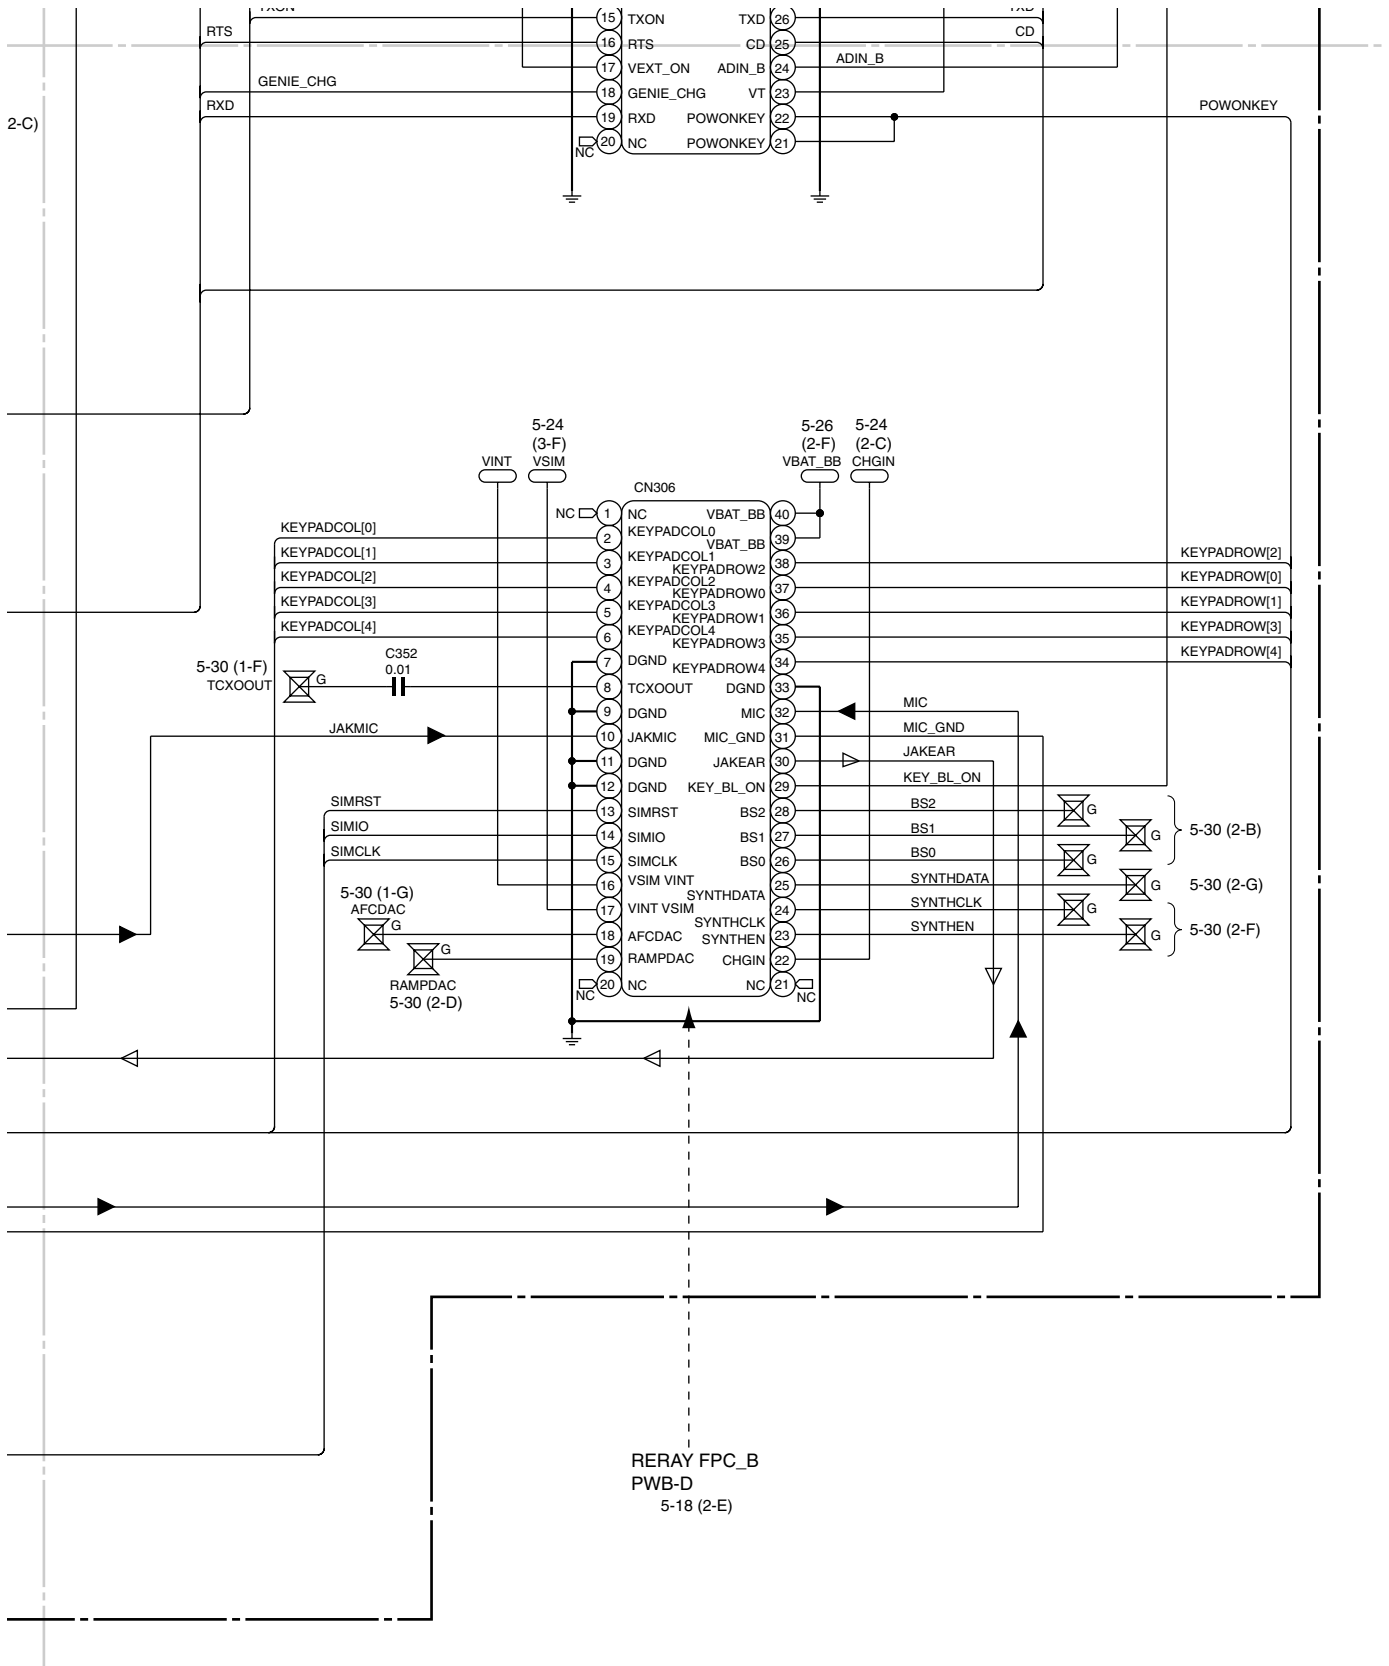 15 TXON TXD 26
RTS 16 RTS CD 25 CD
17 VEXT_ON ADIN_B 24 ADIN_B
GENIE_CHG 18 GENIE_CHG VT 23
RXD 19 RXD POWONKEY 22 POWONKEY
2-C)
NC 20 NC POWONKEY 21
5-24 5-26 5-24
(3-F) (2-F) (2-C)
VINT VSIM VBAT_BB CHGIN
CN306
NC 1 NC VBAT_BB 40
KEYPADCOL[0] 2 KEYPADCOL0 VBAT_BB 39
KEYPADCOL[1] 3 KEYPADCOL1 KEYPADROW2 38 KEYPADROW[2]
KEYPADCOL[2] 4 KEYPADCOL2 KEYPADROW0 37 KEYPADROW[0]
KEYPADCOL[3] 5 KEYPADCOL3 KEYPADROW1 36 KEYPADROW[1]
KEYPADCOL[4] 6 KEYPADCOL4 KEYPADROW3 35 KEYPADROW[3]
7 DGND KEYPADROW4 34 KEYPADROW[4]
5-30 (1-F) C352
TCXOOUT G 0.01 8 TCXOOUT DGND 33
9 DGND MIC 32 MIC
JAKMIC 10 JAKMIC MIC_GND 31 MIC_GND
11 DGND JAKEAR 30 JAKEAR
12 DGND KEY_BL_ON 29 KEY_BL_ON
SIMRST 13 SIMRST BS2 28 BS2 G
SIMIO 14 SIMIO BS1 27 BS1 G 5-30 (2-B)
SIMCLK 15 SIMCLK BS0 26 BS0 G
16 VSIM VINT SYNTHDATA 25 SYNTHDATA G 5-30 (2-G)
5-30 (1-G)
AFCDAC
17 VINT VSIM SYNTHCLK 24 SYNTHCLK G
G 18 AFCDAC SYNTHEN 23 SYNTHEN G 5-30 (2-F)
G 19 RAMPDAC CHGIN 22
RAMPDAC
5-30 (2-D)
NC 20 NC NC 21 NC
RERAY FPC_B
PWB-D
5-18 (2-E)